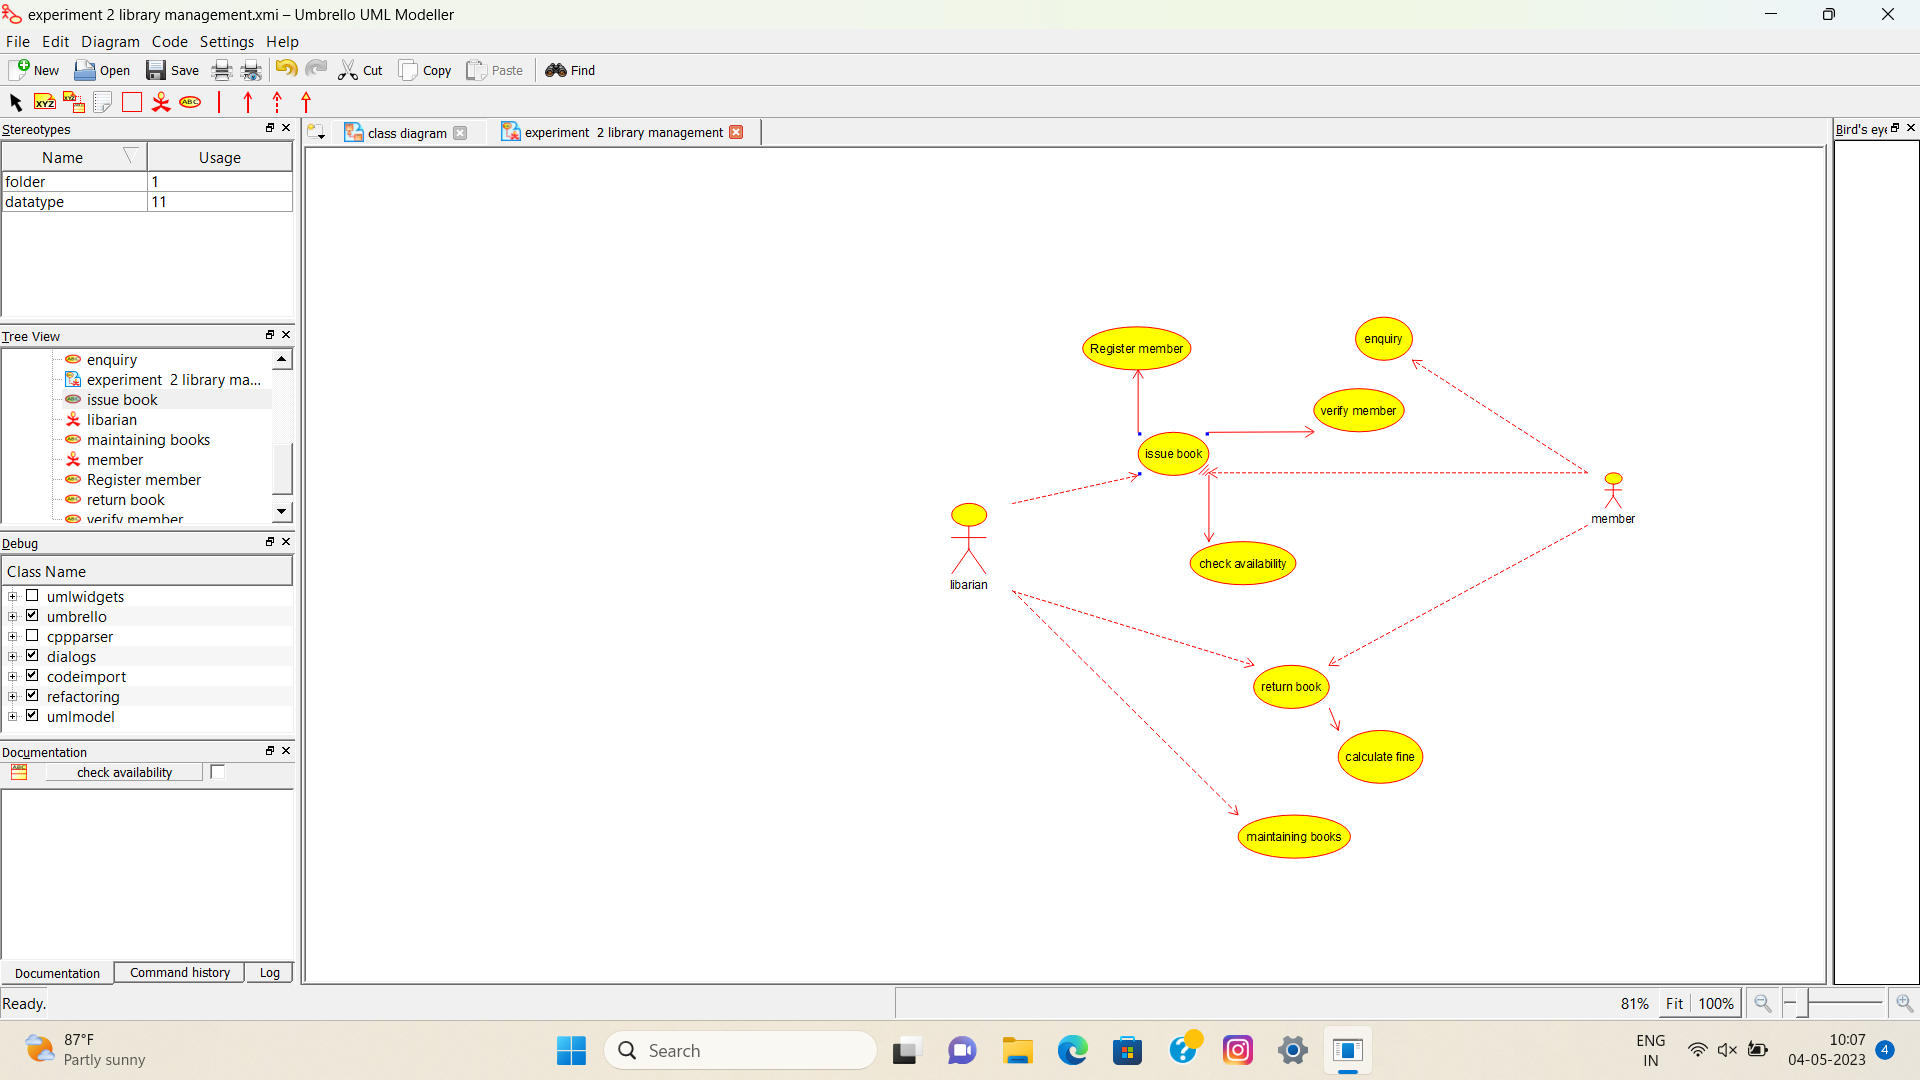 experiment 2 library management.xmi – Umbrello UML Modeller
File Edit Diagram Code Settings Help
New Open Save Cut Copy Paste Find
XYZ XYZ ABC
Stereotypes
Name Usage
folder 1
datatype 11
Tree View
enquiry
experiment 2 library ma...
issue book
libarian
maintaining books
member
Register member
return book
verify member
Debug
Class Name
umlwidgets
umbrello
cppparser
dialogs
codeimport
refactoring
umlmodel
Documentation
check availability
Documentation Command history Log
class diagram
experiment 2 library management
Bird's eye
Register member
enquiry
verify member
issue book
member
check availability
libarian
return book
calculate fine
maintaining books
Ready.
81% Fit 100%
87°F
Partly sunny
Search
ENG
IN
10:07
04-05-2023
4